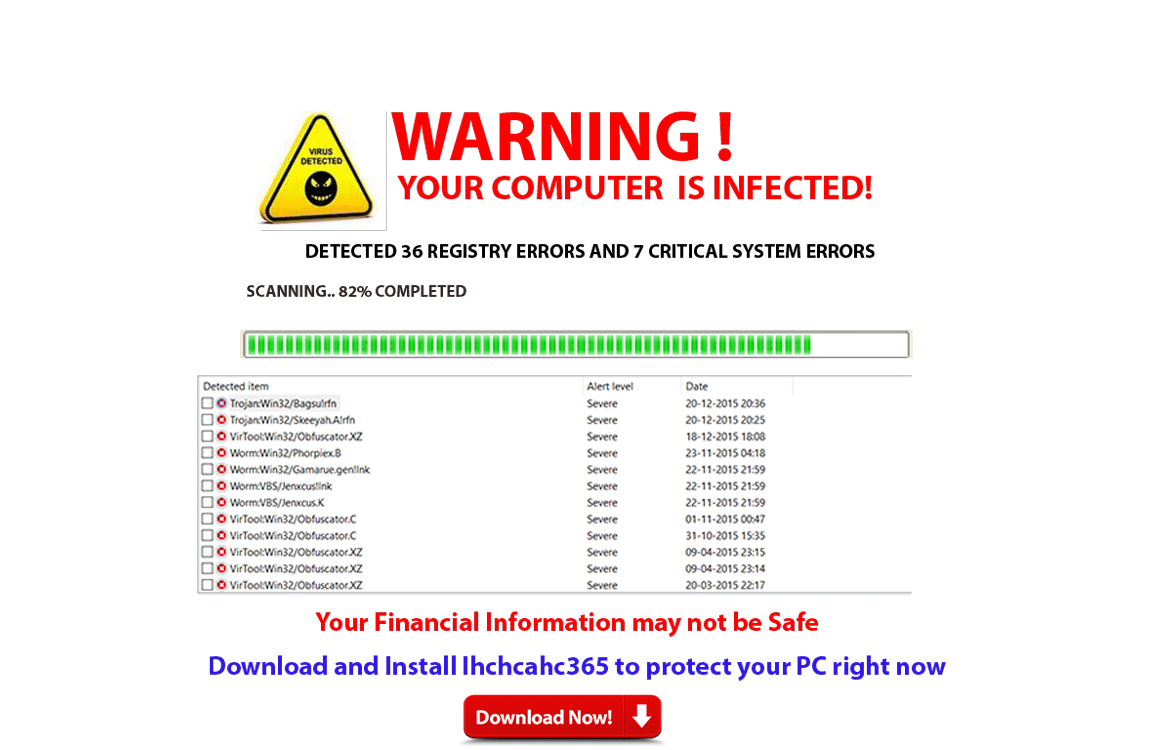 VIRUS
DETECTED
WARNING !
YOUR COMPUTER IS INFECTED!
DETECTED 36 REGISTRY ERRORS AND 7 CRITICAL SYSTEM ERRORS
SCANNING.. 82% COMPLETED
Detected item Alert level Date
Trojan:Win32/Bagsu!rfn Severe 20-12-2015 20:36
Trojan:Win32/Skeeyah.A!rfn Severe 20-12-2015 20:25
VirTool:Win32/Obfuscator.XZ Severe 18-12-2015 18:08
Worm:Win32/Phorpiex.B Severe 23-11-2015 04:18
Worm:Win32/Gamarue.gen!lnk Severe 22-11-2015 21:59
Worm:VBS/Jenxcus!lnk Severe 22-11-2015 21:59
Worm:VBS/Jenxcus.K Severe 22-11-2015 21:59
VirTool:Win32/Obfuscator.C Severe 01-11-2015 00:47
VirTool:Win32/Obfuscator.C Severe 31-10-2015 15:35
VirTool:Win32/Obfuscator.XZ Severe 09-04-2015 23:15
VirTool:Win32/Obfuscator.XZ Severe 09-04-2015 23:14
VirTool:Win32/Obfuscator.XZ Severe 20-03-2015 22:17
Your Financial Information may not be Safe
Download and Install Ihchcahc365 to protect your PC right now
Download Now!